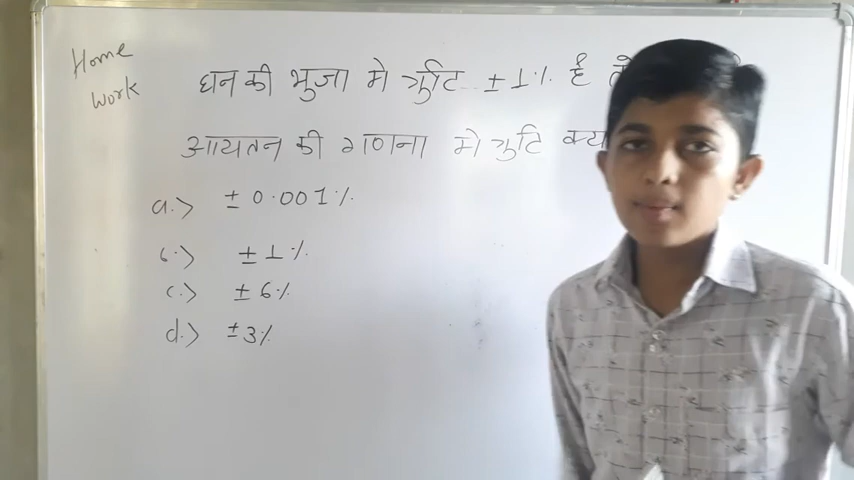 Home
Work
घन की भुजा मे त्रुटि ±1% है
आयतन की गणना मे त्रुटि क्या
a.> ±0.001%
b.> ±1%
c.> ±6%
d.> ±3%